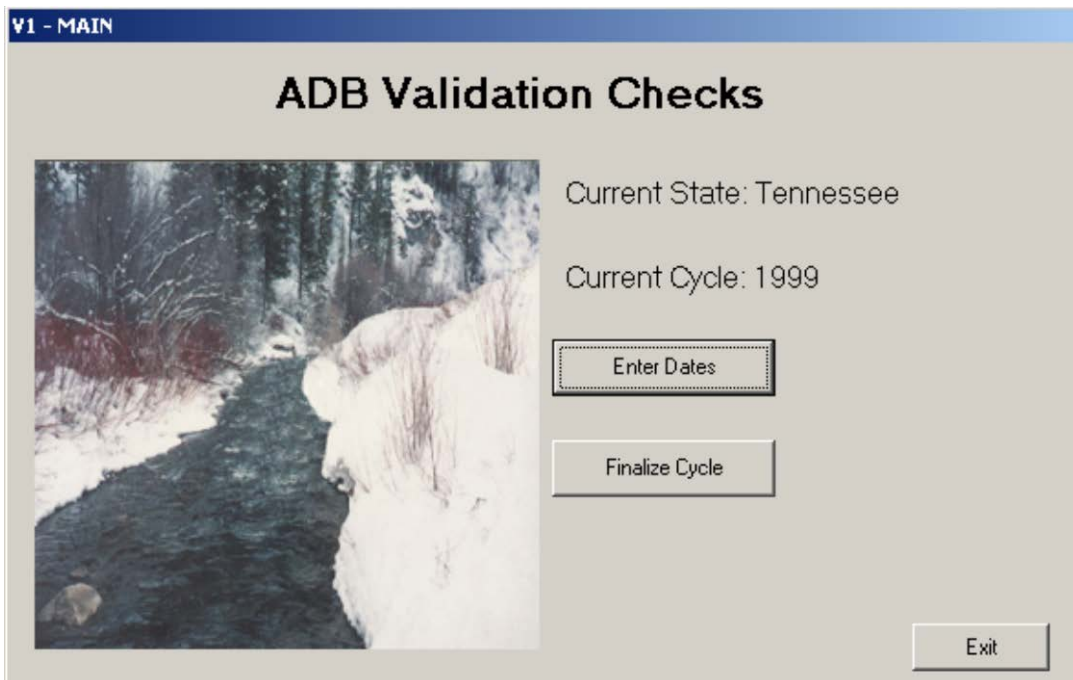 V1 - MAIN
ADB Validation Checks
Current State: Tennessee
Current Cycle: 1999
Enter Dates
Finalize Cycle
Exit